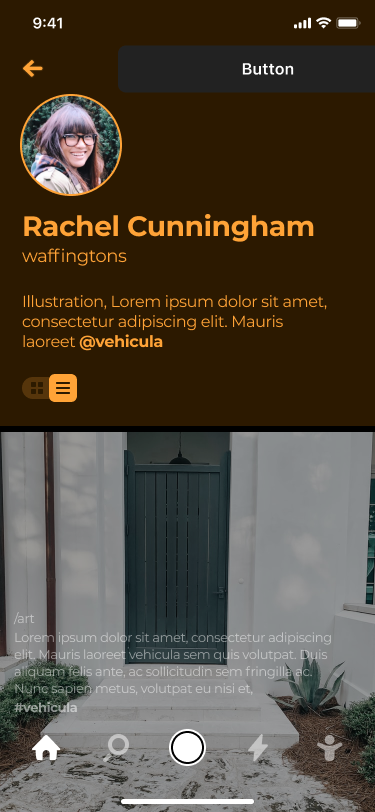 9:41
Button
Rachel Cunningham
waffingtons
Illustration, Lorem ipsum dolor sit amet,
consectetur adipiscing elit. Mauris
laoreet @vehicula
/art
Lorem ipsum dolor sit amet, consectetur adipiscing
elit. Mauris laoreet vehicula sem quis volutpat. Duis
aliquam felis ante, ac sollicitudin sem fringilla ac.
Nunc sapien metus, volutpat eu nisi et,
#vehicula